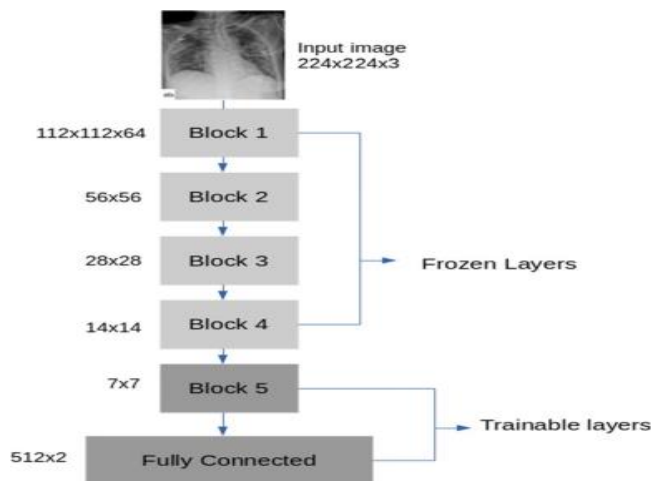 Input image
224x224x3
112x112x64
Block 1
56x56
Block 2
28x28
Block 3
Frozen Layers
14x14
Block 4
7x7
Block 5
Trainable layers
512x2
Fully Connected